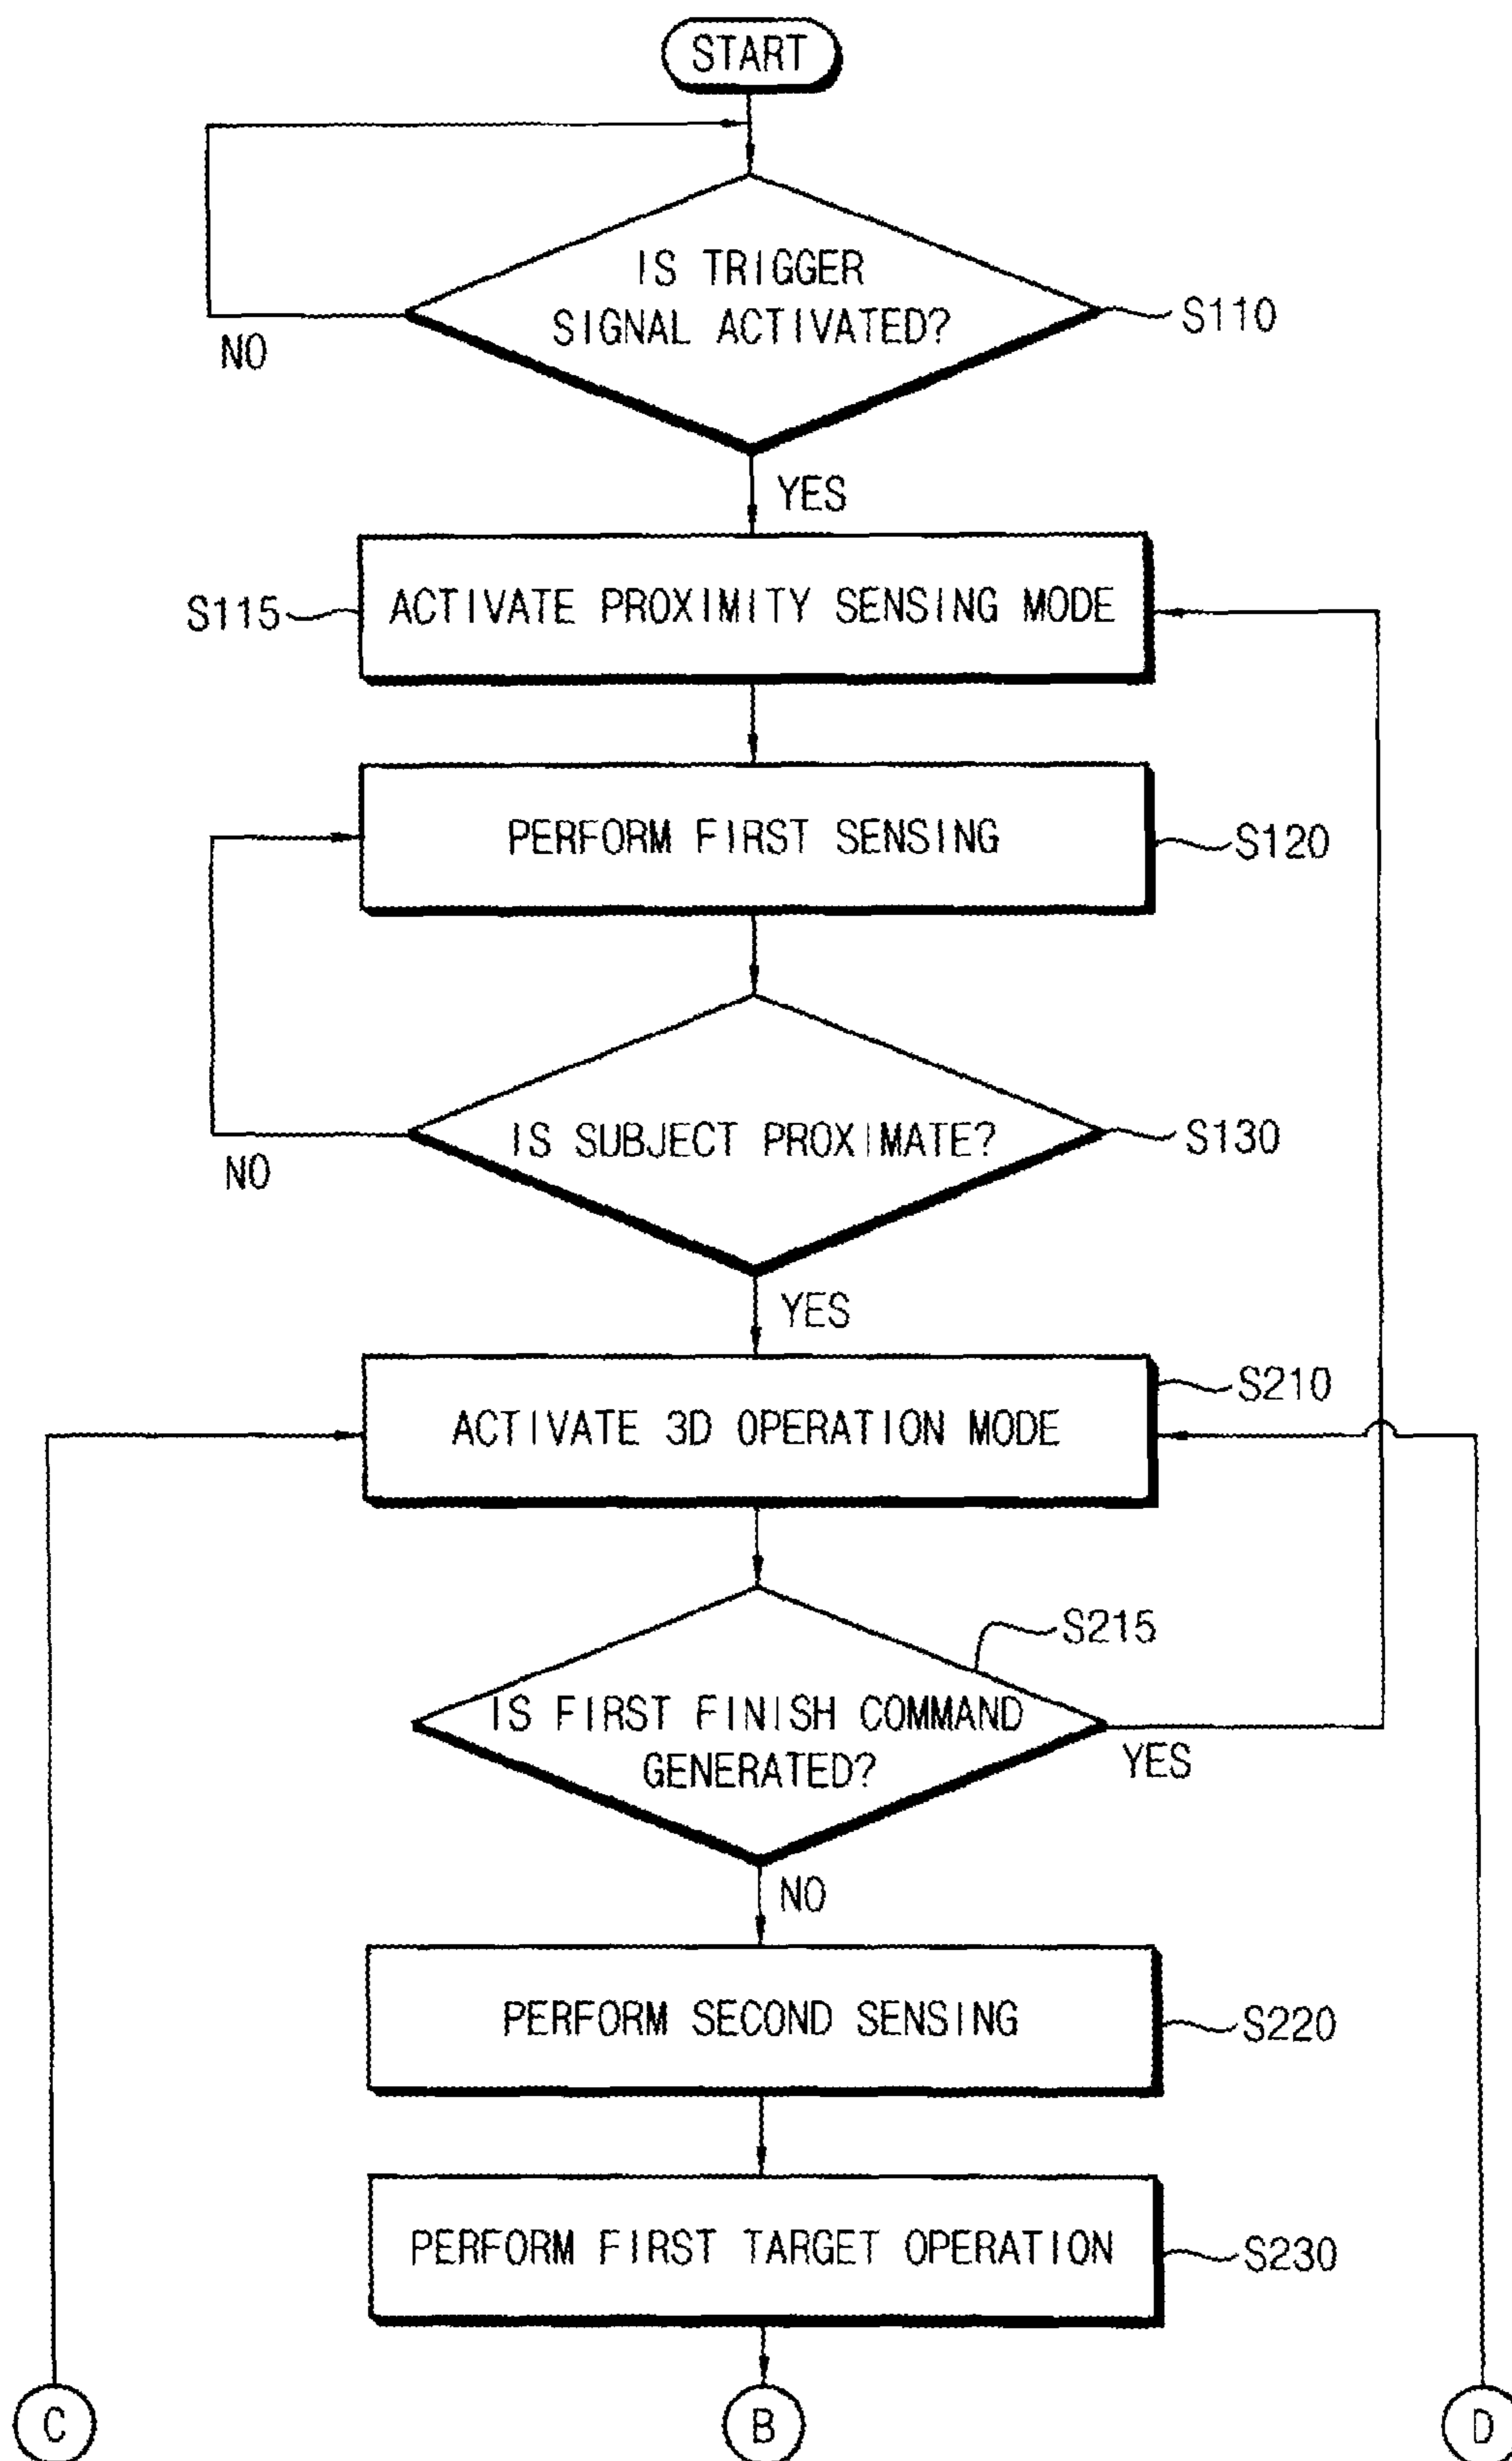 START
IS TRIGGER
SIGNAL ACTIVATED?
S110
NO
YES
S115
ACTIVATE PROXIMITY SENSING MODE
PERFORM FIRST SENSING
S120
IS SUBJECT PROXIMATE?
S130
NO
YES
S210
ACTIVATE 3D OPERATION MODE
S215
IS FIRST FINISH COMMAND
GENERATED?
YES
NO
PERFORM SECOND SENSING
S220
PERFORM FIRST TARGET OPERATION
S230
C
B
D